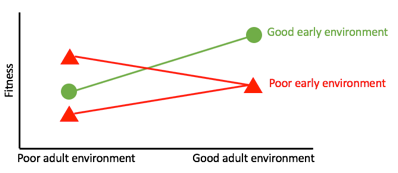 Good early environment
Poor early environment
Fitness
Poor adult environment
Good adult environment